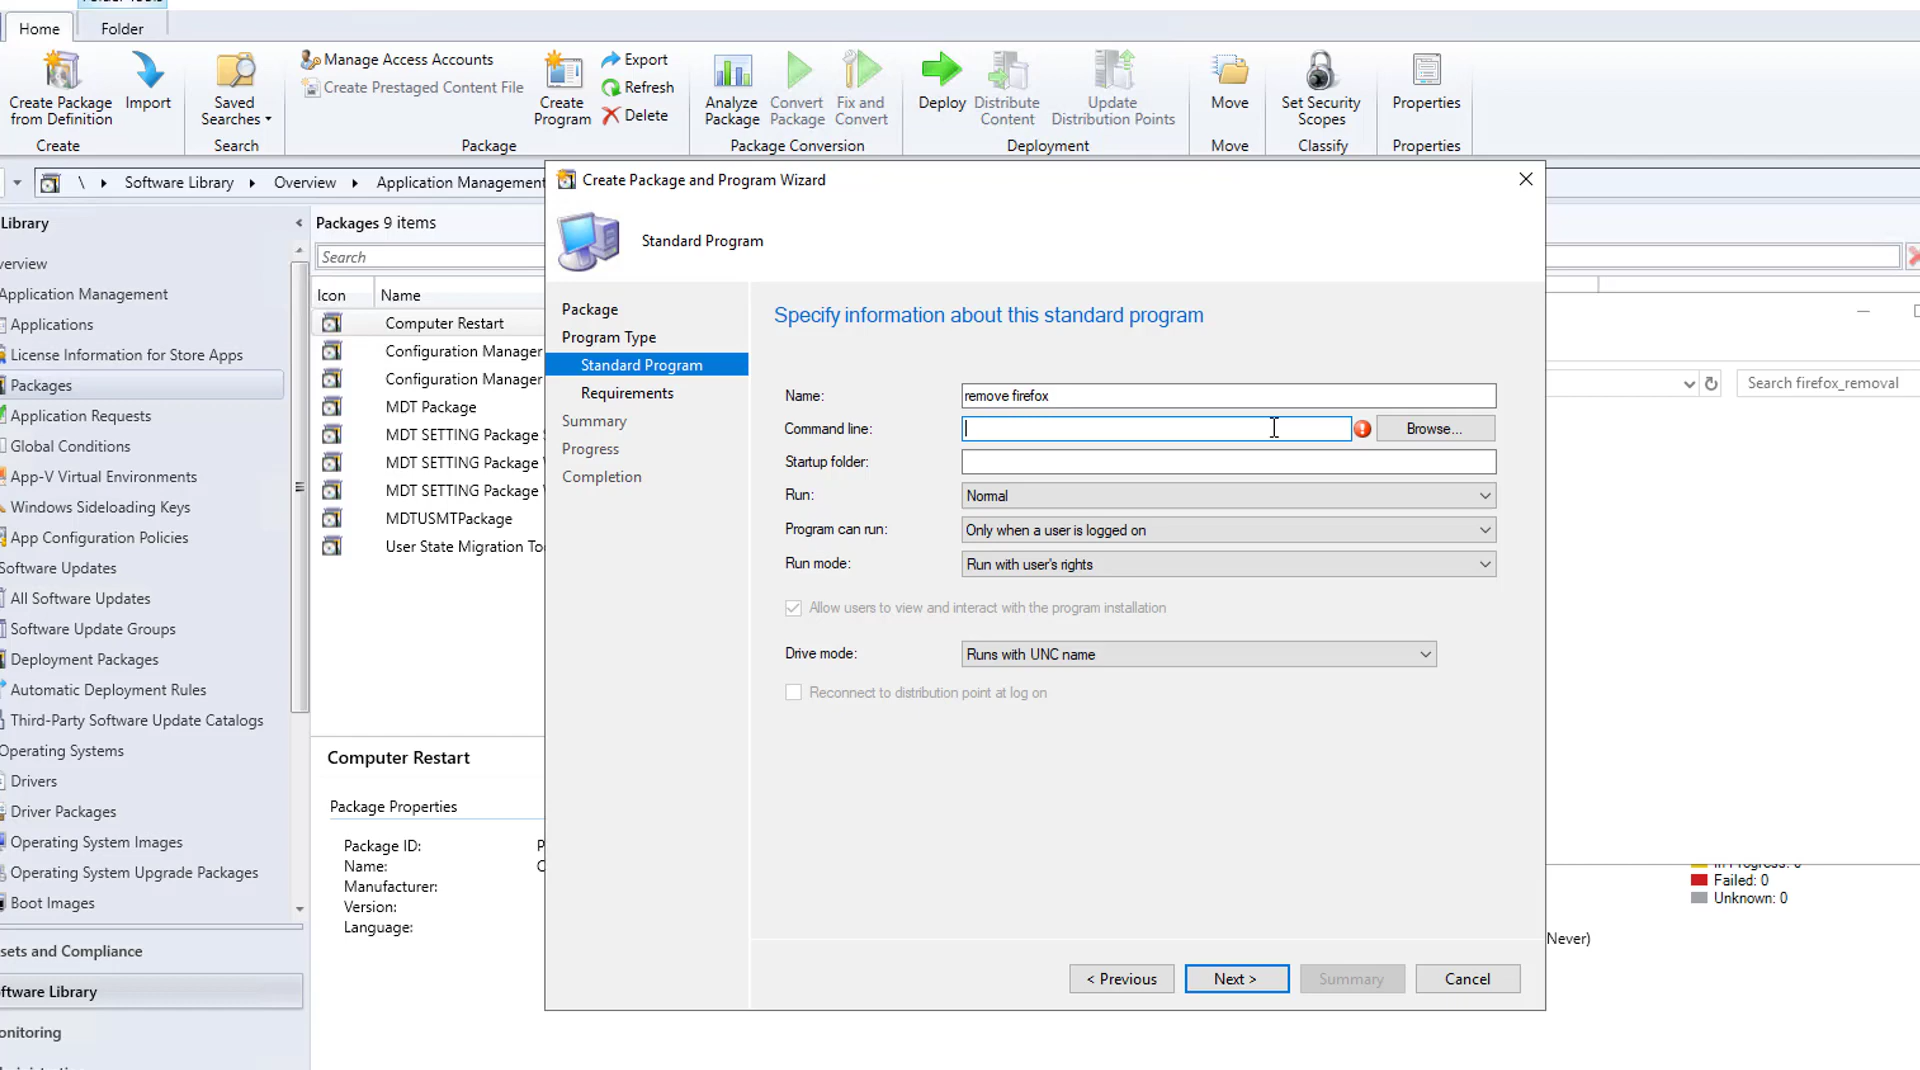 Home
Folder
Create Package from Definition
Import
Saved Searches
Manage Access Accounts
Create Prestaged Content File
Create Program
Export
Refresh
Delete
Analyze Package
Convert Package
Fix and Convert
Deploy
Distribute Content
Update Distribution Points
Move
Set Security Scopes
Properties
Create
Search
Package
Package Conversion
Deployment
Move
Classify
Properties
\ Software Library Overview Application Management
Library
verview
Application Management
Applications
License Information for Store Apps
Packages
Application Requests
Global Conditions
App-V Virtual Environments
Windows Sideloading Keys
App Configuration Policies
Software Updates
All Software Updates
Software Update Groups
Deployment Packages
Automatic Deployment Rules
Third-Party Software Update Catalogs
Operating Systems
Drivers
Driver Packages
Operating System Images
Operating System Upgrade Packages
Boot Images
ssets and Compliance
oftware Library
onitoring
Packages 9 items
Search
Icon Name
Computer Restart
Configuration Manager
Configuration Manager
MDT Package
MDT SETTING Package
MDT SETTING Package
MDT SETTING Package
MDTUSMTPackage
User State Migration To
Computer Restart
Package Properties
Package ID: P
Name: C
Manufacturer:
Version:
Language:
Create Package and Program Wizard
Standard Program
Package
Program Type
Standard Program
Requirements
Summary
Progress
Completion
Specify information about this standard program
Name: remove firefox
Command line: Browse...
Startup folder:
Run: Normal
Program can run: Only when a user is logged on
Run mode: Run with user's rights
Allow users to view and interact with the program installation
Drive mode: Runs with UNC name
Reconnect to distribution point at log on
< Previous
Next >
Summary
Cancel
Search firefox_removal
In Progress: 0
Failed: 0
Unknown: 0
Never)